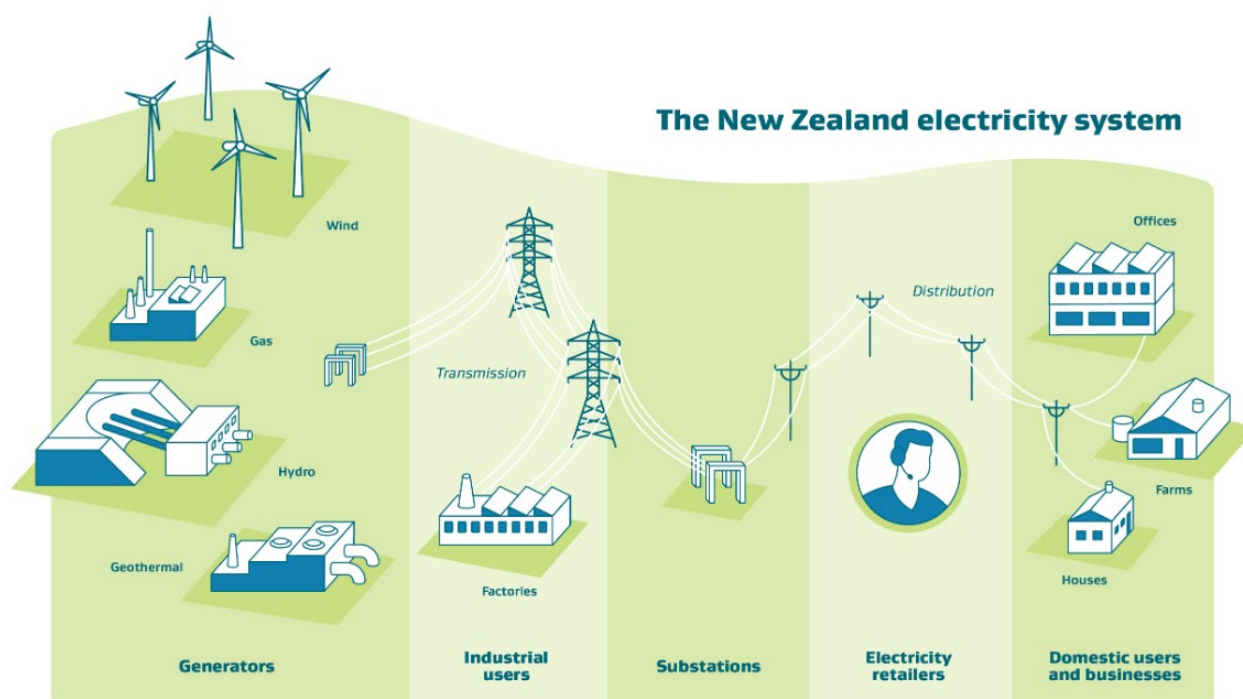 The New Zealand electricity system
Wind
Gas
Hydro
Geothermal
Generators
Transmission
Factories
Industrial
users
Substations
Distribution
Electricity
retailers
Offices
Farms
Houses
Domestic users
and businesses